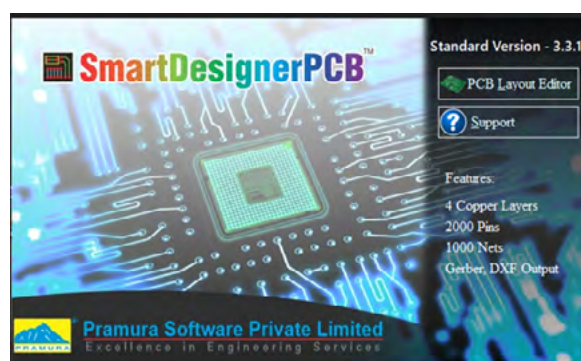 SmartDesignerPCB™
Standard Version - 3.3.1
PCB Layout Editor
Support
Features:
4 Copper Layers
2000 Pins
1000 Nets
Gerber, DXF Output
PRAMURA
Pramura Software Private Limited
Excellence in Engineering Services